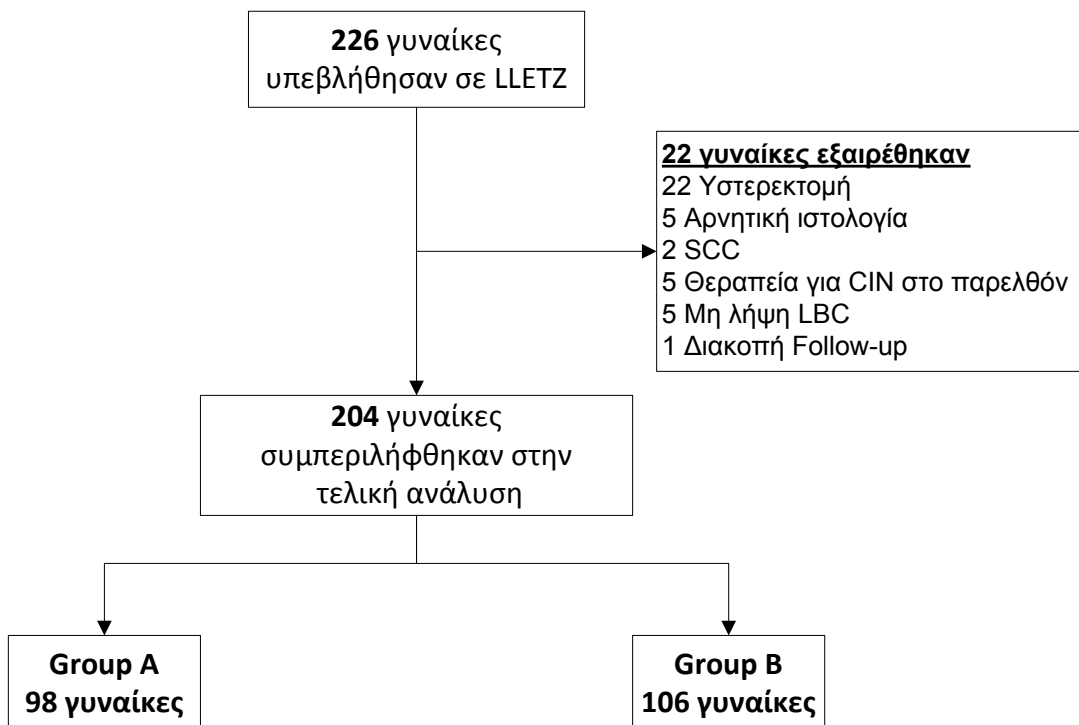 226 γυναίκες
υπεβλήθησαν σε LLETZ
22 γυναίκες εξαιρέθηκαν
22 Υστερεκτομή
5 Αρνητική ιστολογία
2 SCC
5 Θεραπεία για CIN στο παρελθόν
5 Μη λήψη LBC
1 Διακοπή Follow-up
204 γυναίκες
συμπεριλήφθηκαν στην
τελική ανάλυση
Group A
98 γυναίκες
Group B
106 γυναίκες